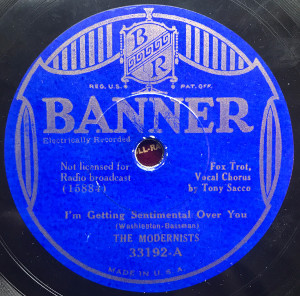 B
R
REG. U.S. PAT. OFF.
BANNER
Electrically Recorded
Not licensed for
Radio broadcast
(15884)
Fox Trot,
Vocal Chorus
by Tony Sacco
I'm Getting Sentimental Over You
(Washington-Bassman)
THE MODERNISTS
33192-A
MADE IN U.S.A.